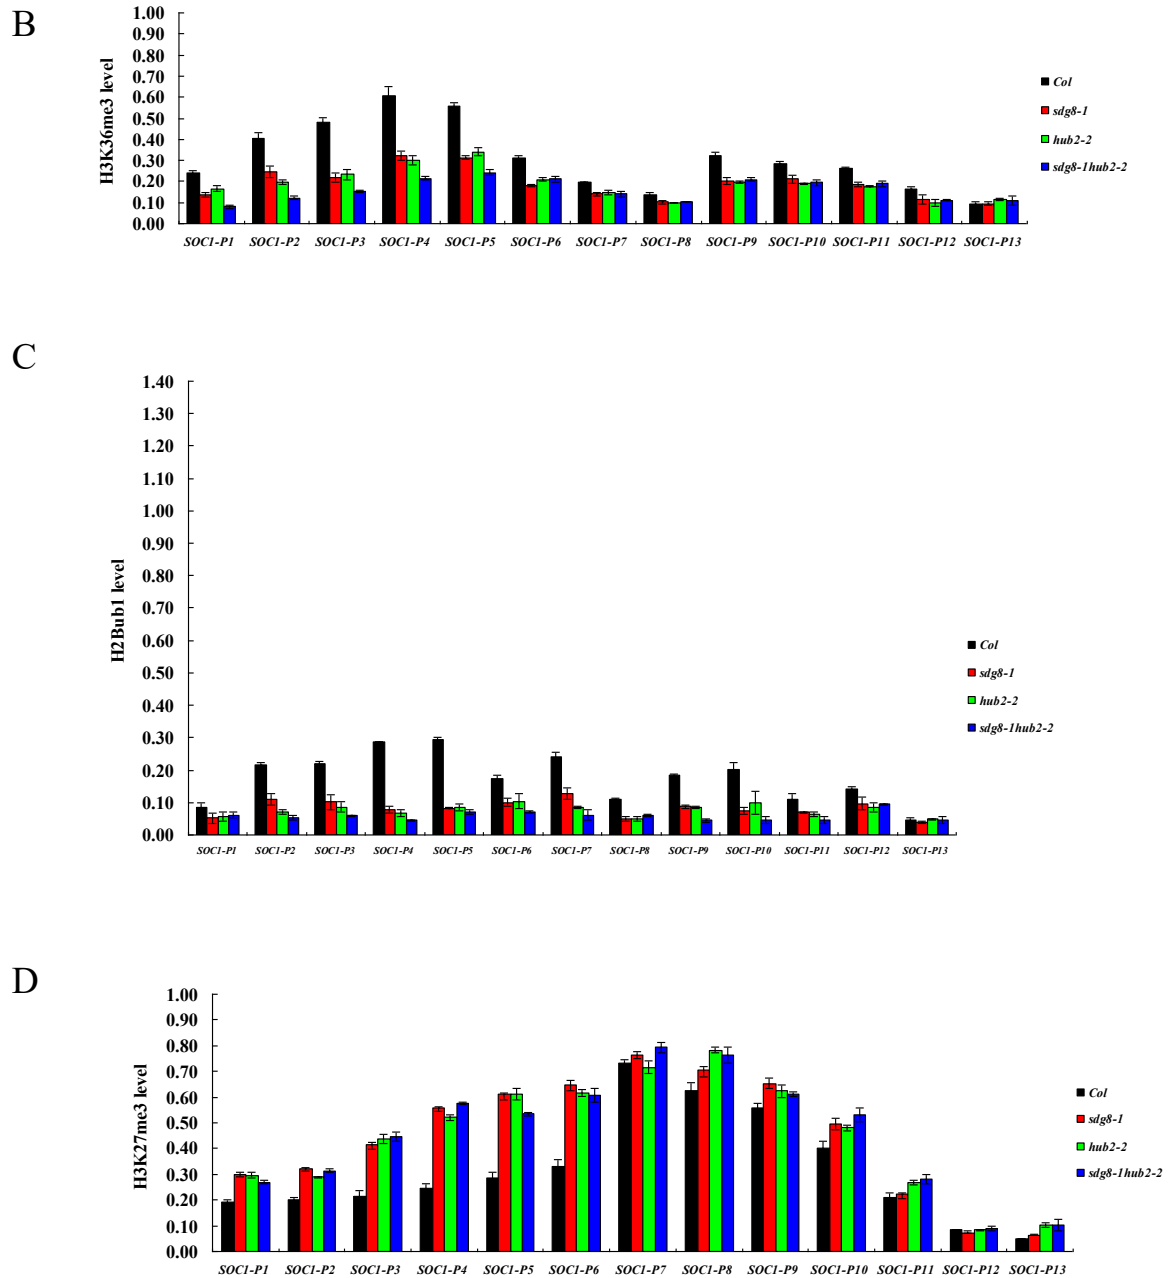 B
H3K36me3 level
1.00
0.90
0.80
0.70
0.60
0.50
0.40
0.30
0.20
0.10
0.00
SOC1-P1 SOC1-P2 SOC1-P3 SOC1-P4 SOC1-P5 SOC1-P6 SOC1-P7 SOC1-P8 SOC1-P9 SOC1-P10 SOC1-P11 SOC1-P12 SOC1-P13
Col
sdg8-1
hub2-2
sdg8-1hub2-2
C
H2Bub1 level
1.40
1.30
1.20
1.10
1.00
0.90
0.80
0.70
0.60
0.50
0.40
0.30
0.20
0.10
0.00
SOC1-P1 SOC1-P2 SOC1-P3 SOC1-P4 SOC1-P5 SOC1-P6 SOC1-P7 SOC1-P8 SOC1-P9 SOC1-P10 SOC1-P11 SOC1-P12 SOC1-P13
Col
sdg8-1
hub2-2
sdg8-1hub2-2
D
H3K27me3 level
1.00
0.90
0.80
0.70
0.60
0.50
0.40
0.30
0.20
0.10
0.00
SOC1-P1 SOC1-P2 SOC1-P3 SOC1-P4 SOC1-P5 SOC1-P6 SOC1-P7 SOC1-P8 SOC1-P9 SOC1-P10 SOC1-P11 SOC1-P12 SOC1-P13
Col
sdg8-1
hub2-2
sdg8-1hub2-2